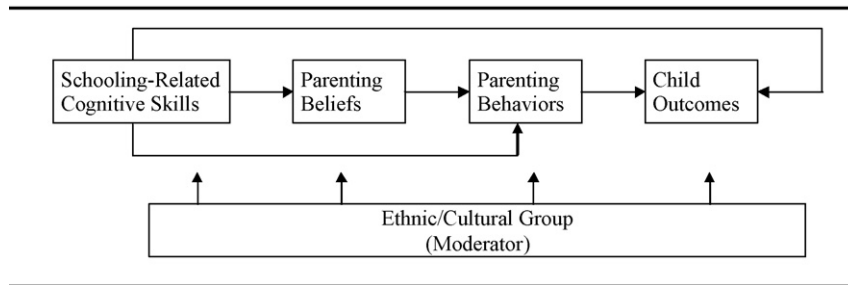 Schooling-Related
Cognitive Skills
Parenting
Beliefs
Parenting
Behaviors
Child
Outcomes
Ethnic/Cultural Group
(Moderator)